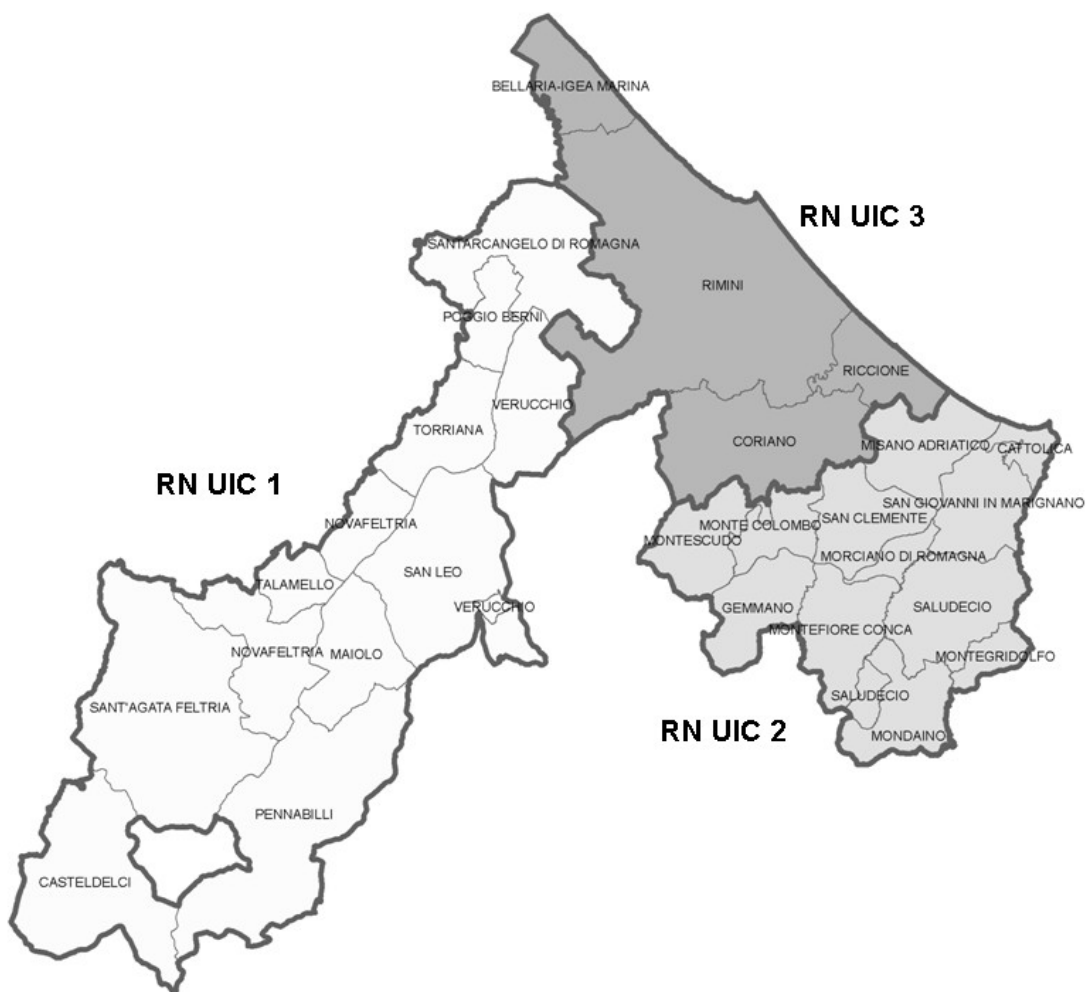 BELLARIA-IGEA MARINA
RN UIC 3
SANTARCANGELO DI ROMAGNA
RIMINI
POGGIO BERNI
RICCIONE
VERUCCHIO
TORRIANA
CORIANO
MISANO ADRIATICO
CATTOLICA
RN UIC 1
SAN GIOVANNI IN MARIGNANO
NOVAFELTRIA
MONTE COLOMBO
SAN CLEMENTE
MONTESCUDO
MORCIANO DI ROMAGNA
SAN LEO
TALAMELLO
VERUCCHIO
GEMMANO
SALUDECIO
MONTEFIORE CONCA
NOVAFELTRIA
MAIOLO
MONTEGRIDOLFO
SALUDECIO
SANT'AGATA FELTRIA
RN UIC 2
MONDAINO
PENNABILLI
CASTELDELCI